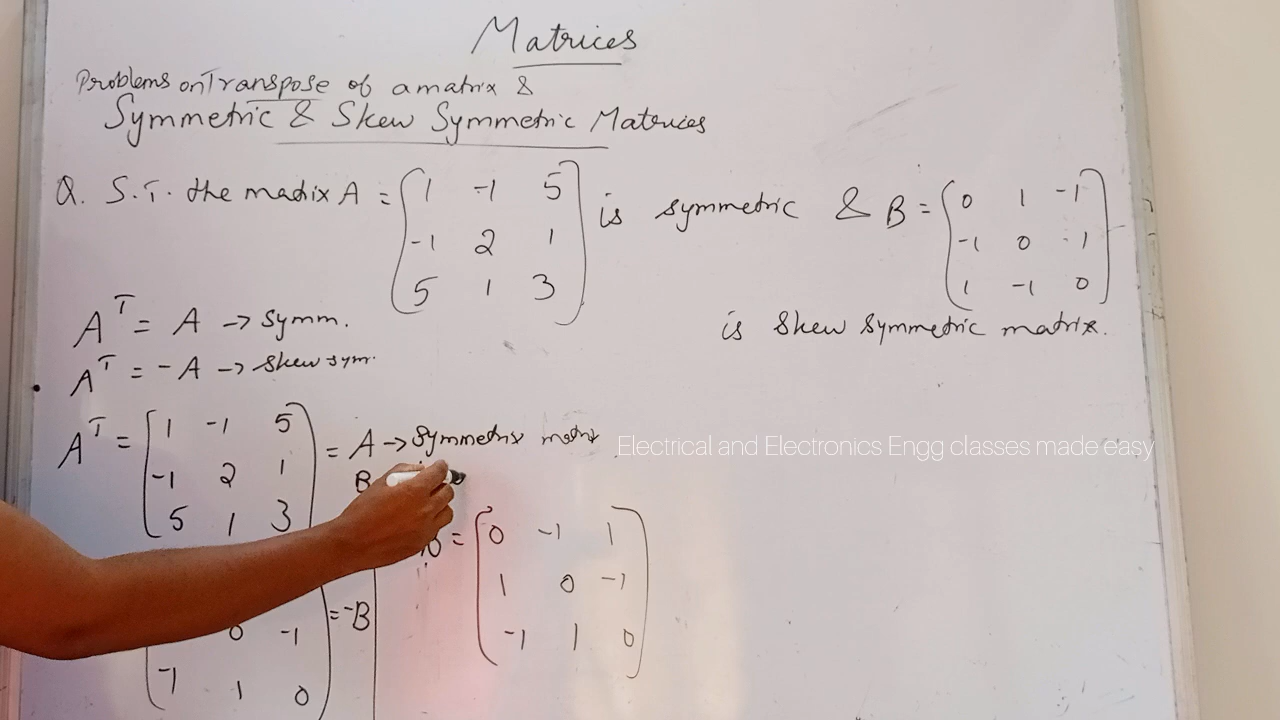 Matrices
Problems on Transpose of a matrix &
Symmetric & Skew Symmetric Matrices
Q. S.T. the matrix A = [1 -1 5 is symmetric & B = [0 1 -1
-1 2 1 -1 0 -1
5 1 3] 1 -1 0]
is Skew Symmetric matrix.
A^T = A → Symm.
A^T = -A → Skew sym.
A^T = [1 -1 5 = A → Symmetrix
-1 2 1
5 1 3]
B
= [0 -1 1
1 0 -1
-1 1 0]
0 -1 = -B
-1 1 0
Electrical and Electronics Engg classes made easy